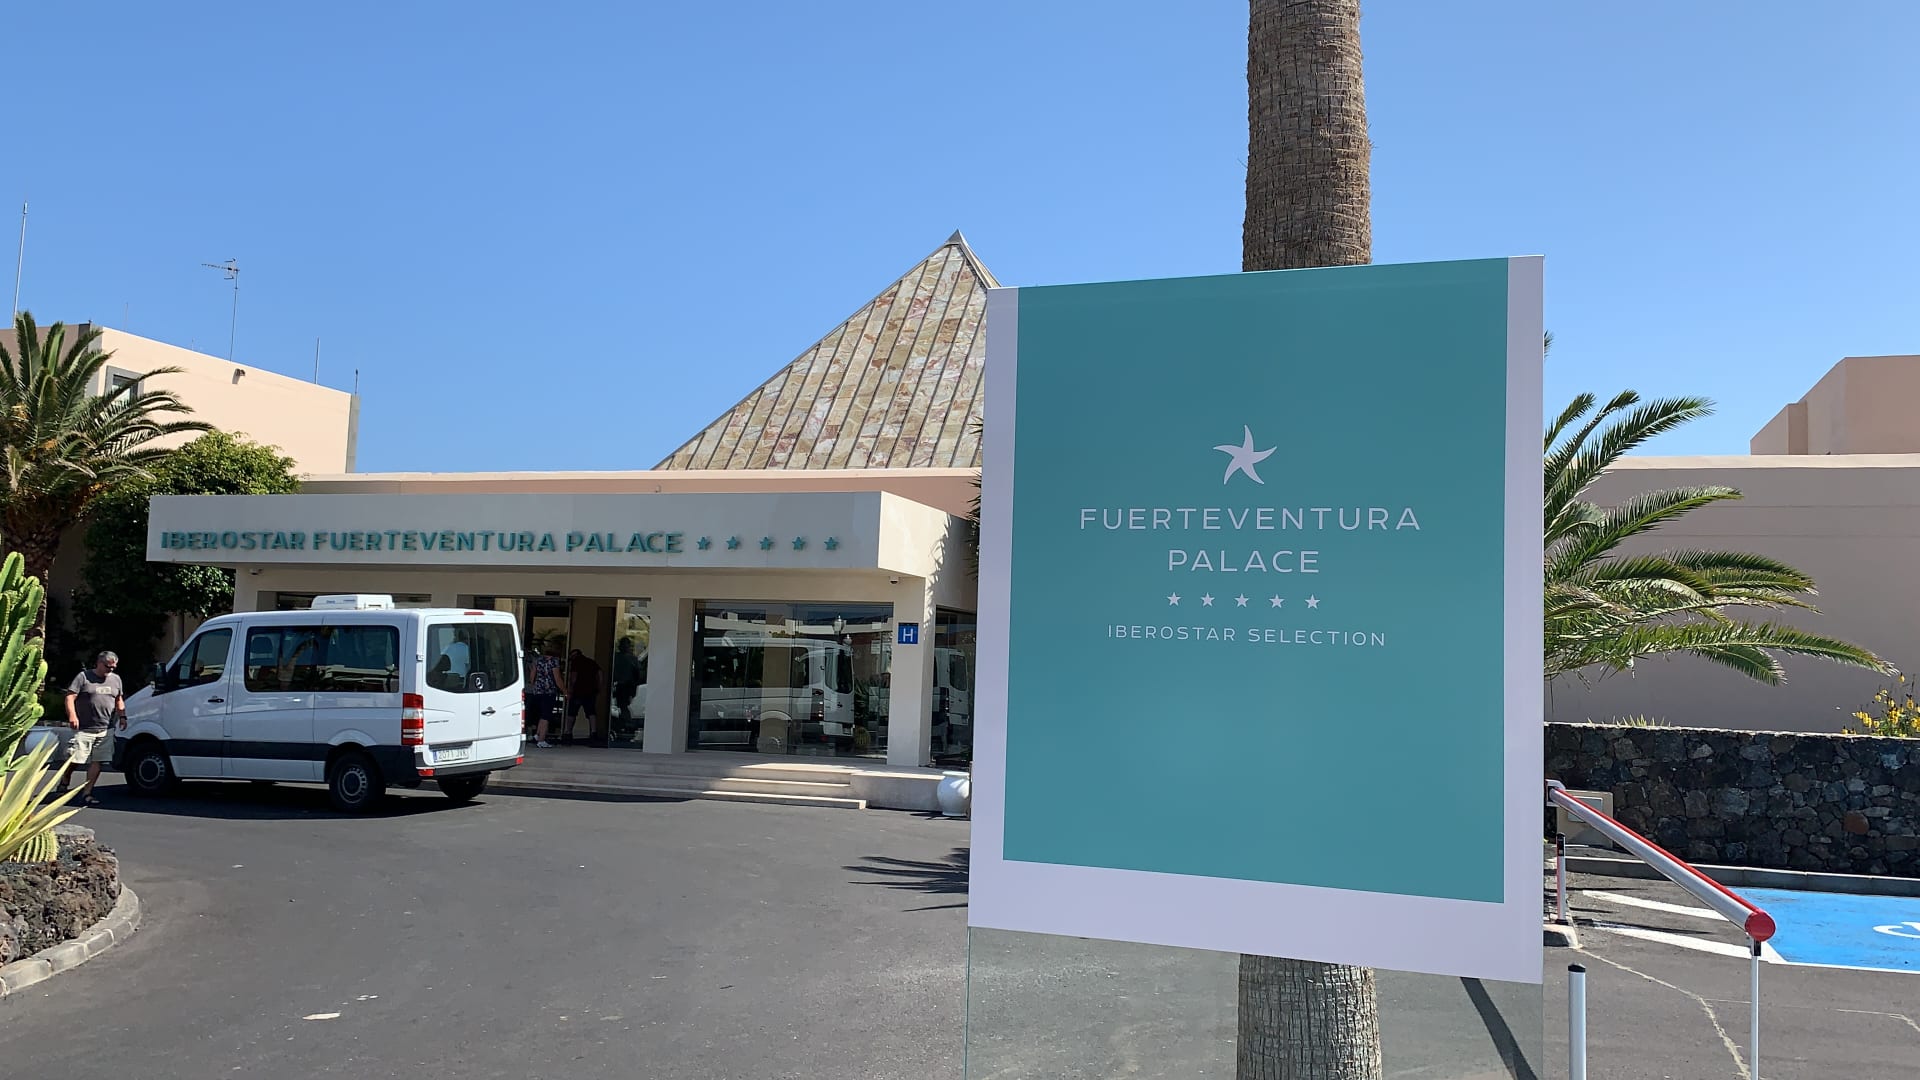 IBEROSTAR FUERTEVENTURA PALACE ★★★★★
H
FUERTEVENTURA
PALACE
★★★★★
IBEROSTAR SELECTION